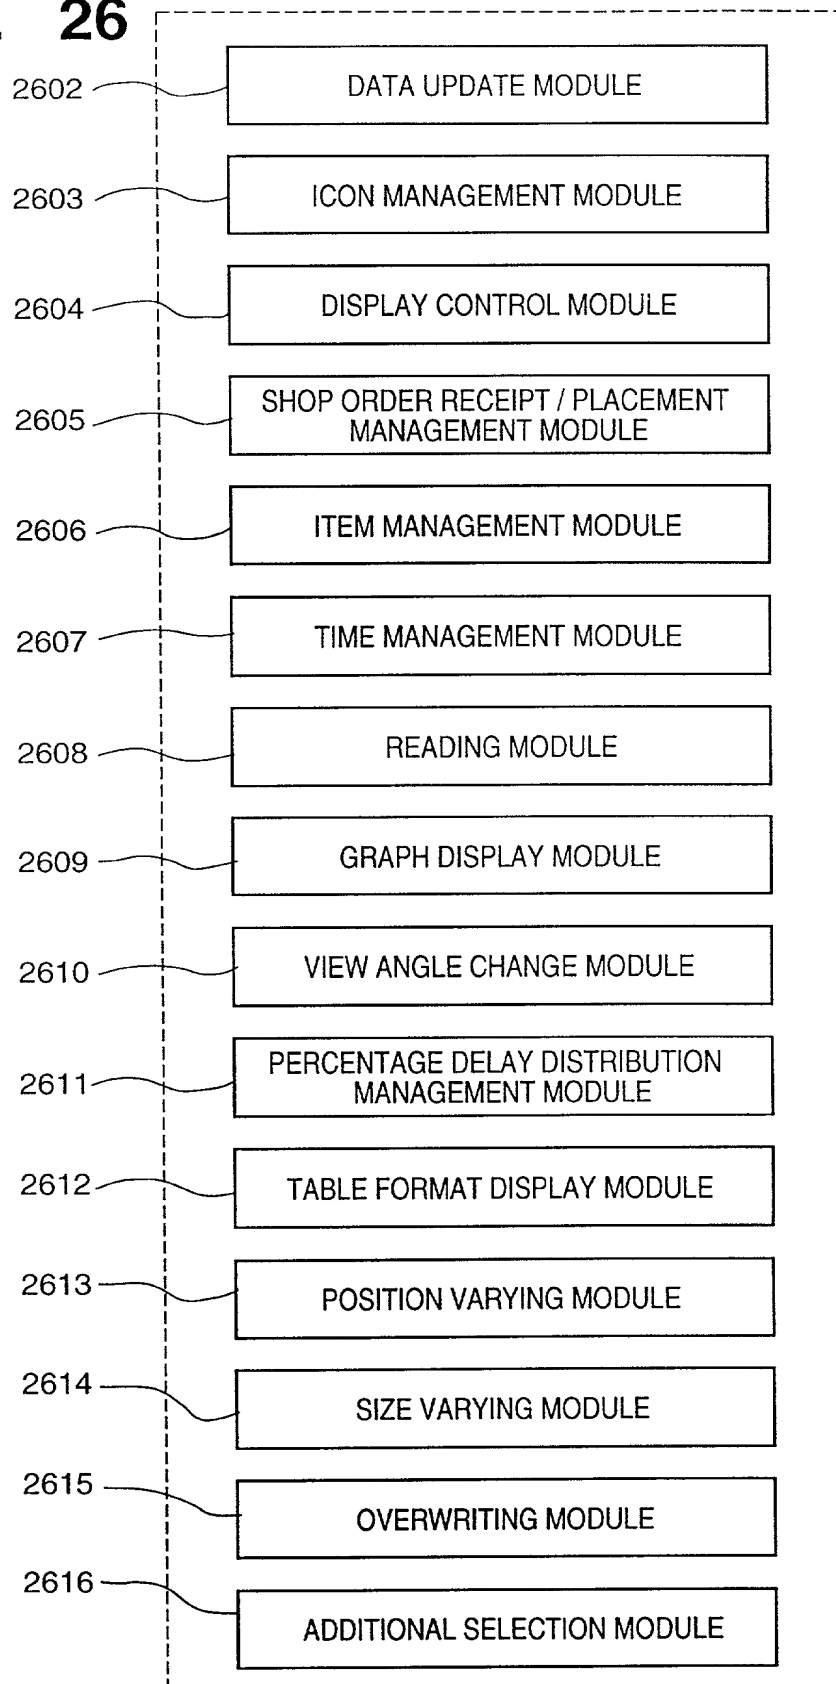 26
2602 DATA UPDATE MODULE
2603 ICON MANAGEMENT MODULE
2604 DISPLAY CONTROL MODULE
2605 SHOP ORDER RECEIPT / PLACEMENT
MANAGEMENT MODULE
2606 ITEM MANAGEMENT MODULE
2607 TIME MANAGEMENT MODULE
2608 READING MODULE
2609 GRAPH DISPLAY MODULE
2610 VIEW ANGLE CHANGE MODULE
2611 PERCENTAGE DELAY DISTRIBUTION
MANAGEMENT MODULE
2612 TABLE FORMAT DISPLAY MODULE
2613 POSITION VARYING MODULE
2614 SIZE VARYING MODULE
2615 OVERWRITING MODULE
2616 ADDITIONAL SELECTION MODULE